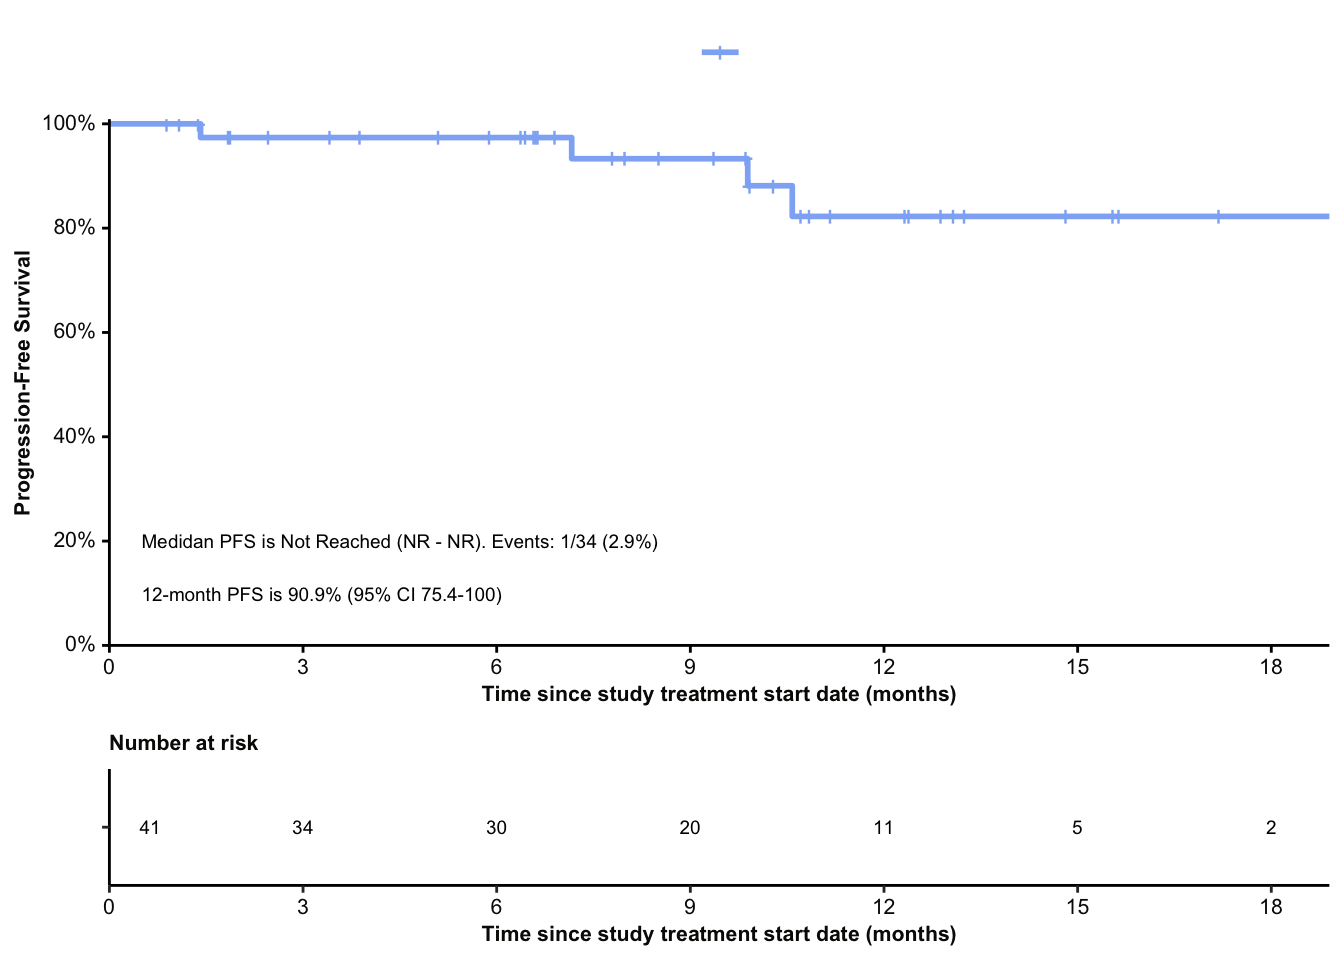 100%
80%
60%
40%
20%
0%
Progression-Free Survival
Medidan PFS is Not Reached (NR - NR). Events: 1/34 (2.9%)
12-month PFS is 90.9% (95% CI 75.4-100)
0 3 6 9 12 15 18
Time since study treatment start date (months)
Number at risk
41 34 30 20 11 5 2
0 3 6 9 12 15 18
Time since study treatment start date (months)